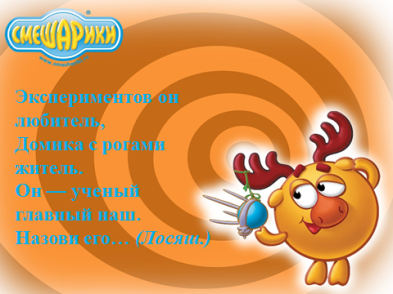 СМЕШАРИКИ
Экспериментов он
любитель,
Домика с рогами
житель.
Он — ученый
главный наш.
Назови его… (Лосяш.)